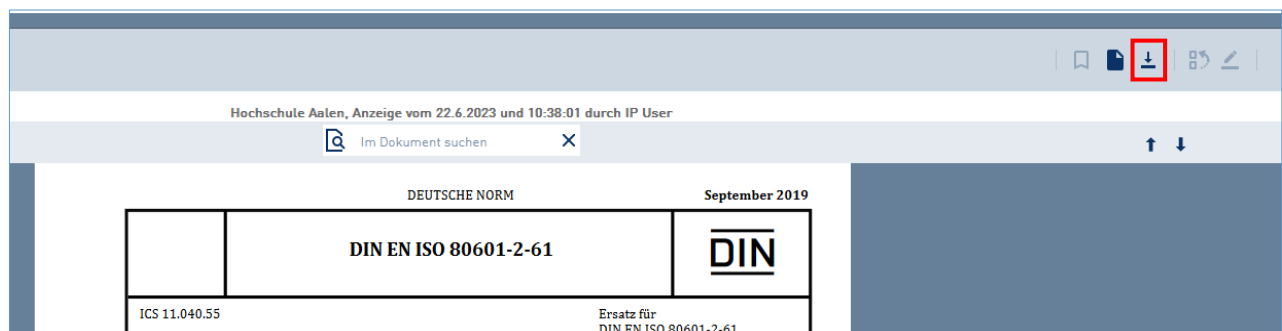 Hochschule Aalen, Anzeige vom 22.6.2023 und 10:38:01 durch IP User
Im Dokument suchen
DEUTSCHE NORM September 2019
DIN EN ISO 80601-2-61
DIN
ICS 11.040.55 Ersatz für
DIN EN ISO 80601-2-61